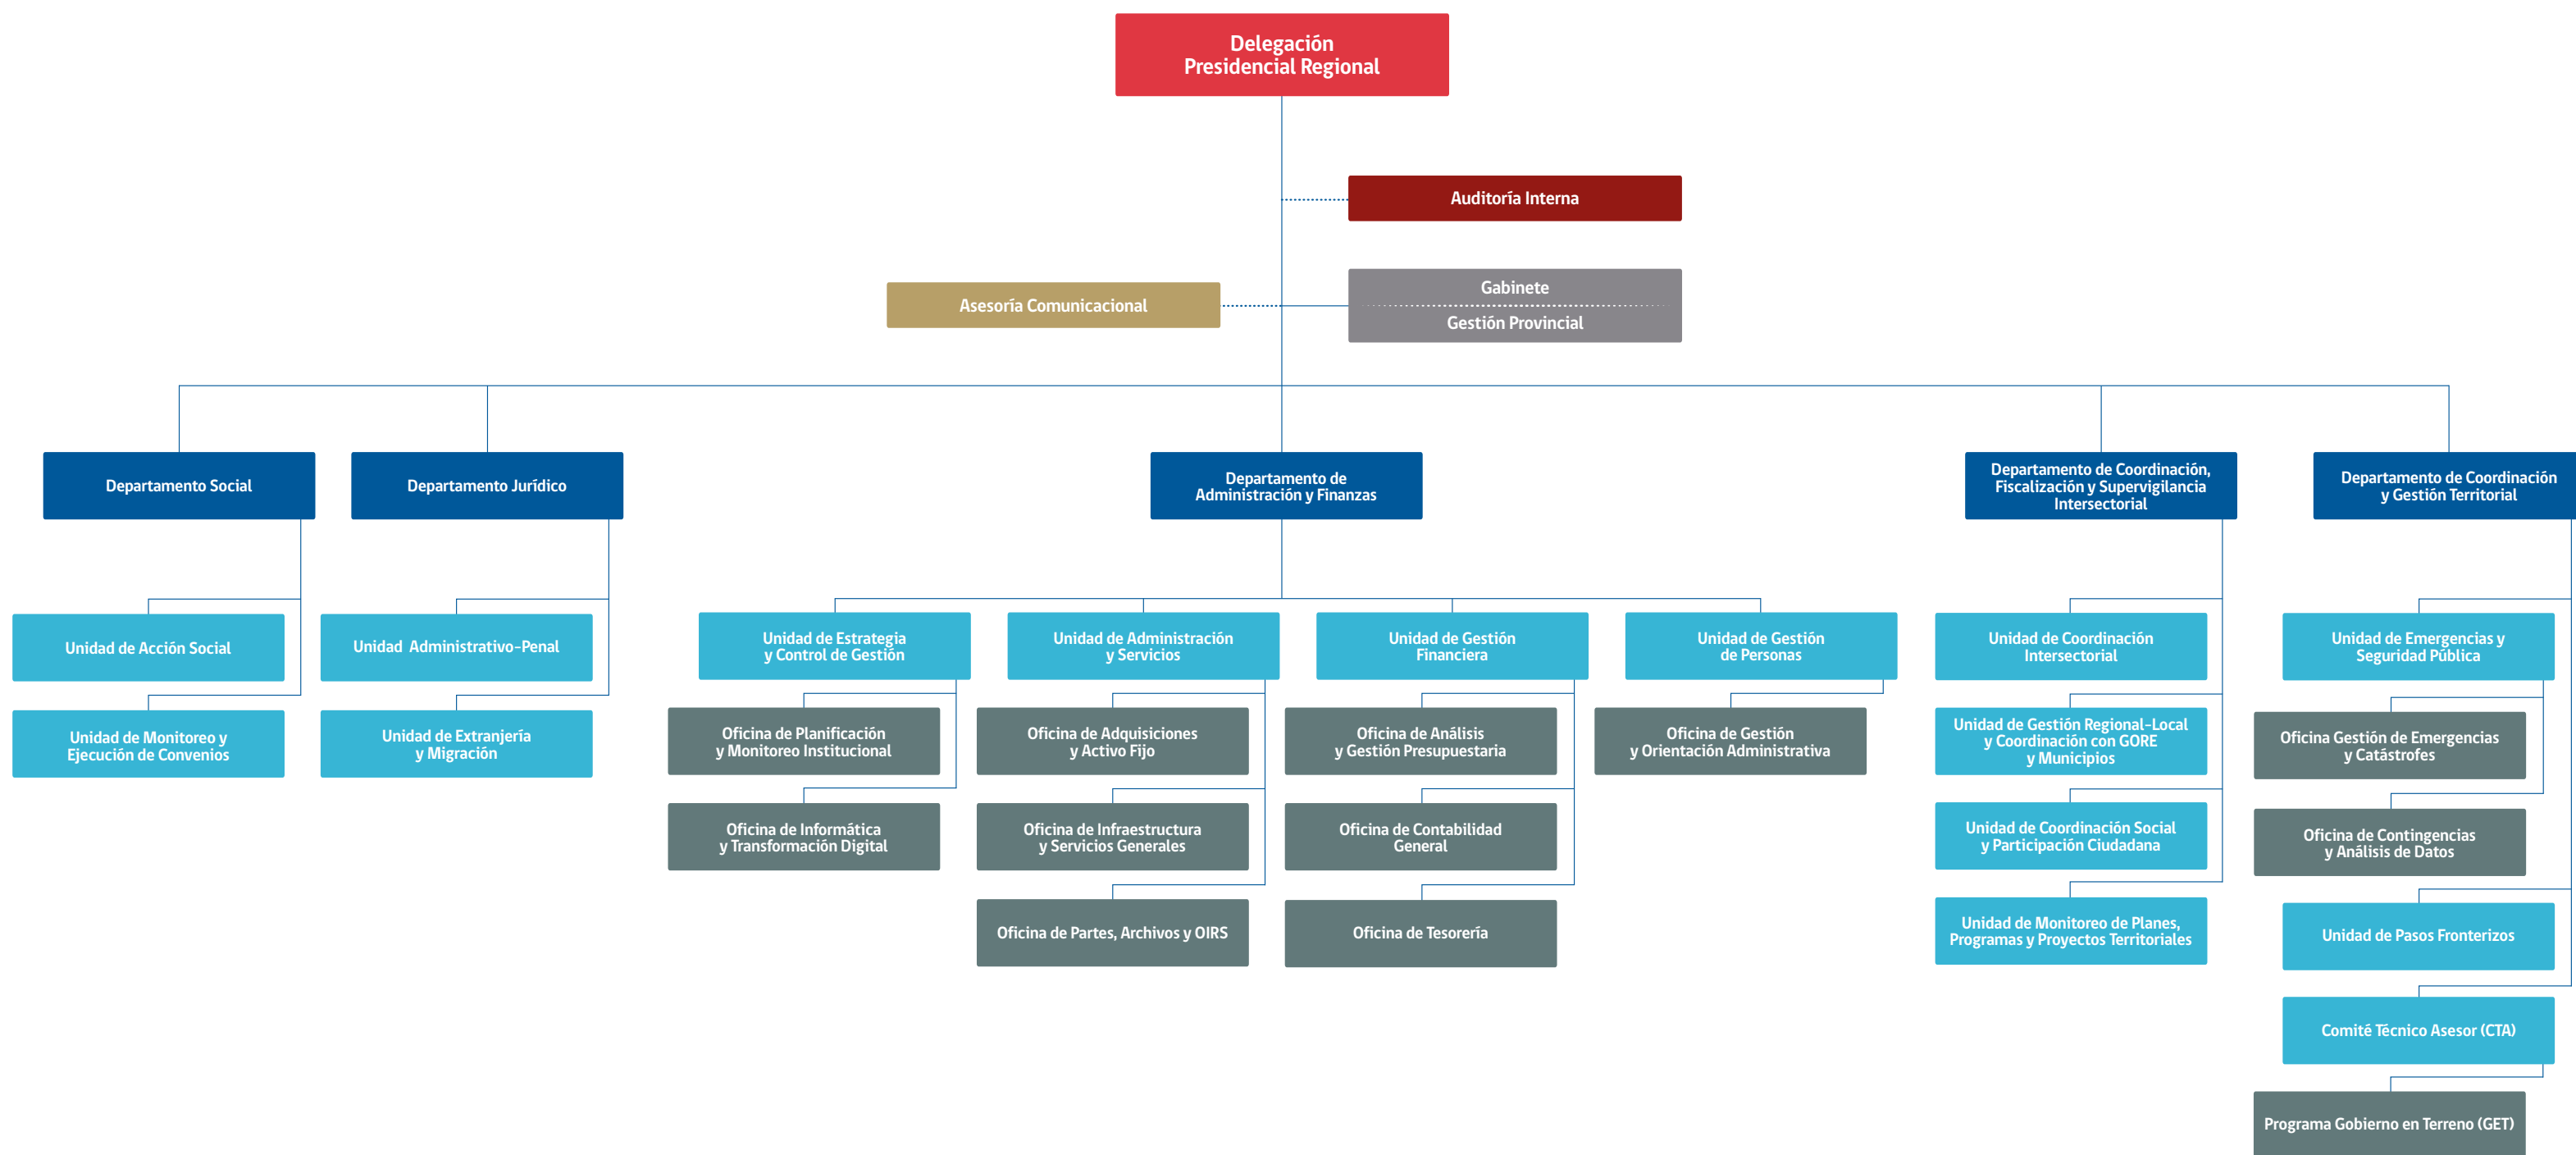 Delegación
Presidencial Regional
Auditoría Interna
Asesoría Comunicacional
Gabinete
Gestión Provincial
Departamento Social
Departamento Jurídico
Departamento de
Administración y Finanzas
Departamento de Coordinación,
Fiscalización y Supervigilancia
Intersectorial
Departamento de Coordinación
y Gestión Territorial
Unidad de Acción Social
Unidad de Monitoreo y
Ejecución de Convenios
Unidad Administrativo-Penal
Unidad de Extranjería
y Migración
Unidad de Estrategia
y Control de Gestión
Oficina de Planificación
y Monitoreo Institucional
Oficina de Informática
y Transformación Digital
Unidad de Administración
y Servicios
Oficina de Adquisiciones
y Activo Fijo
Oficina de Infraestructura
y Servicios Generales
Oficina de Partes, Archivos y OIRS
Unidad de Gestión
Financiera
Oficina de Análisis
y Gestión Presupuestaria
Oficina de Contabilidad
General
Oficina de Tesorería
Unidad de Gestión
de Personas
Oficina de Gestión
y Orientación Administrativa
Unidad de Coordinación
Intersectorial
Unidad de Gestión Regional-Local
y Coordinación con GORE
y Municipios
Unidad de Coordinación Social
y Participación Ciudadana
Unidad de Monitoreo de Planes,
Programas y Proyectos Territoriales
Unidad de Emergencias y
Seguridad Pública
Oficina Gestión de Emergencias
y Catástrofes
Oficina de Contingencias
y Análisis de Datos
Unidad de Pasos Fronterizos
Comité Técnico Asesor (CTA)
Programa Gobierno en Terreno (GET)